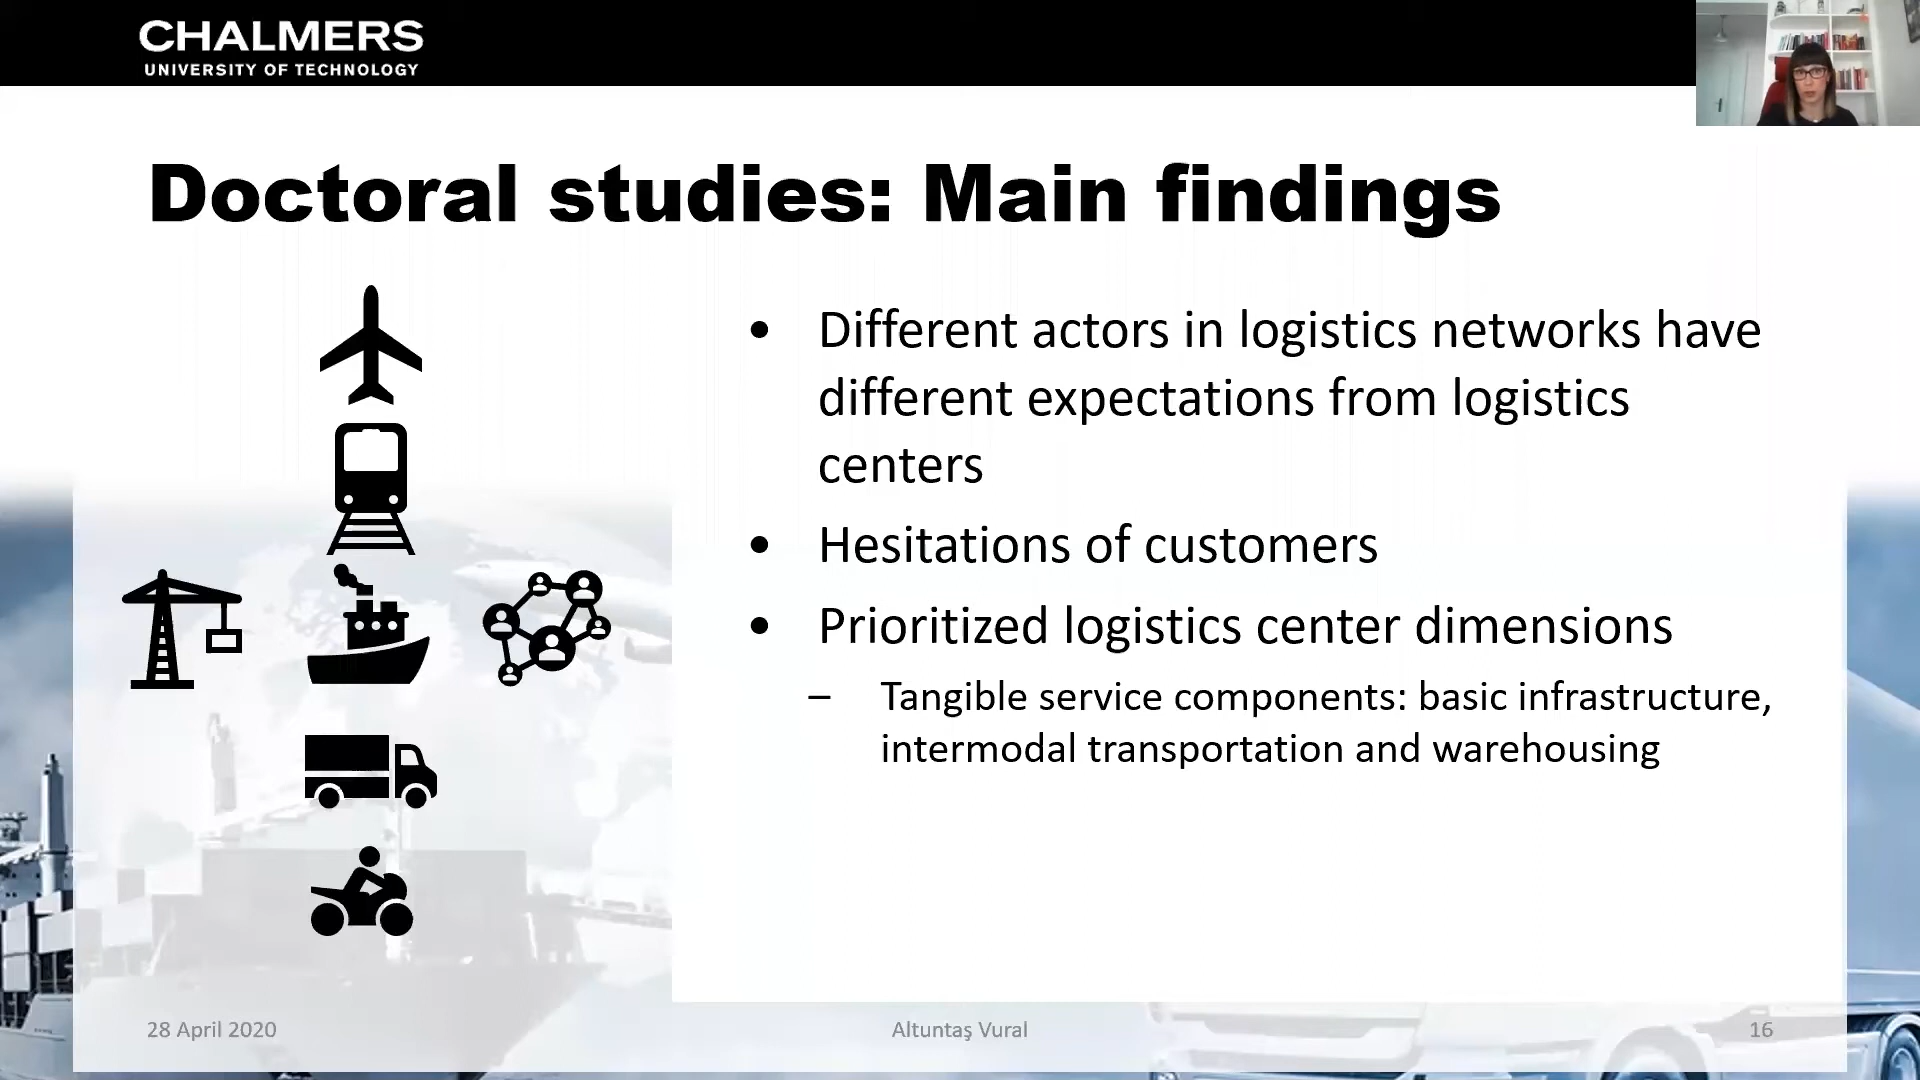 CHALMERS
UNIVERSITY OF TECHNOLOGY
Doctoral studies: Main findings
• Different actors in logistics networks have
different expectations from logistics
centers
• Hesitations of customers
• Prioritized logistics center dimensions
– Tangible service components: basic infrastructure,
intermodal transportation and warehousing
28 April 2020
Altuntaş Vural
16